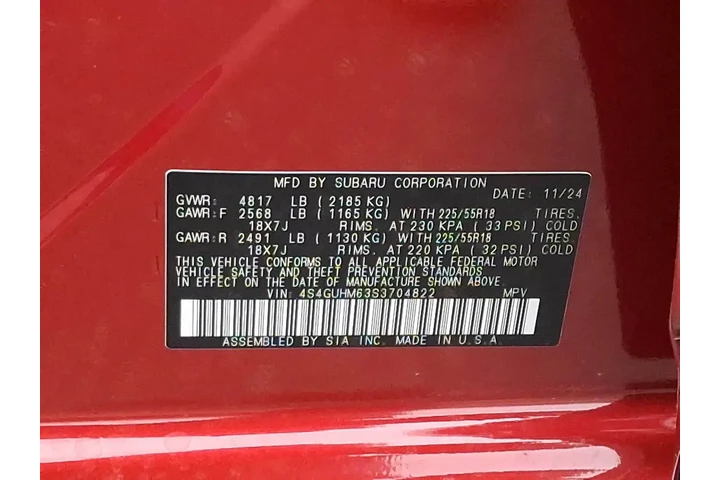 MFD BY SUBARU CORPORATION
GVWR: 4817 LB (2185 KG) DATE: 11/24
GAWR:F 2568 LB (1165 KG) WITH 225/55R18 TIRES.
18X7J RIMS. AT 230 KPA (33 PSI) COLD
GAWR:R 2491 LB (1130 KG) WITH 225/55R18 TIRES.
18X7J RIMS. AT 220 KPA (32 PSI) COLD
THIS VEHICLE CONFORMS TO ALL APPLICABLE FEDERAL MOTOR
VEHICLE SAFETY AND THEFT PREVENTION STANDARDS
IN EFFECT ON THE DATE OF MANUFACTURE SHOWN ABOVE.
VIN: 4S4GUHM63S3704822 MPV
ASSEMBLED BY SIA INC. MADE IN U.S.A.